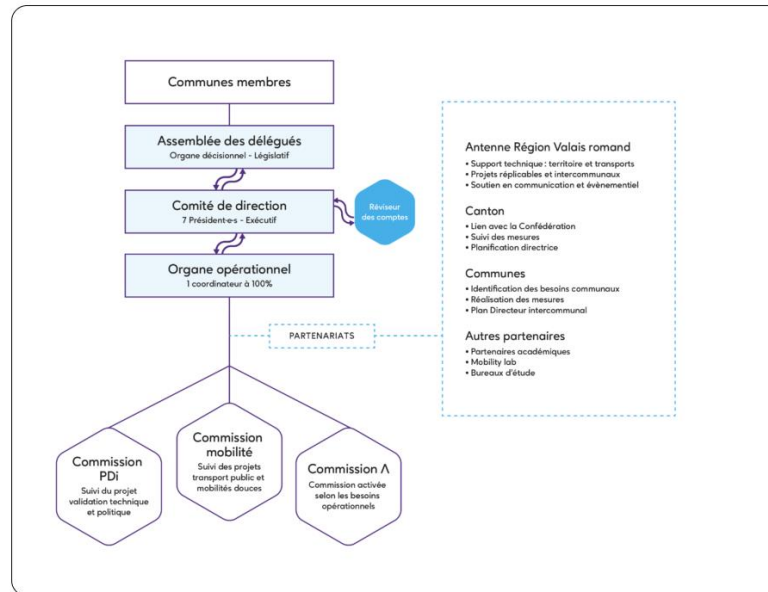 Communes membres
Assemblée des délégués
Organe décisionnel - Législatif
Comité de direction
7 Président·e·s - Exécutif
Réviseur
des comptes
Organe opérationnel
1 coordinateur à 100%
PARTENARIATS
Antenne Région Valais romand
• Support technique : territoire et transports
• Projets réplicables et intercommunaux
• Soutien en communication et évènementiel
Canton
• Lien avec la Confédération
• Suivi des mesures
• Planification directrice
Communes
• Identification des besoins communaux
• Réalisation des mesures
• Plan Directeur intercommunal
Autres partenaires
• Partenaires académiques
• Mobility lab
• Bureaux d'étude
Commission
PDi
Suivi du projet
validation technique
et politique
Commission
mobilité
Suivi des projets
transport public et
mobilités douces
Commission Λ
Commission activée
selon les besoins
opérationnels